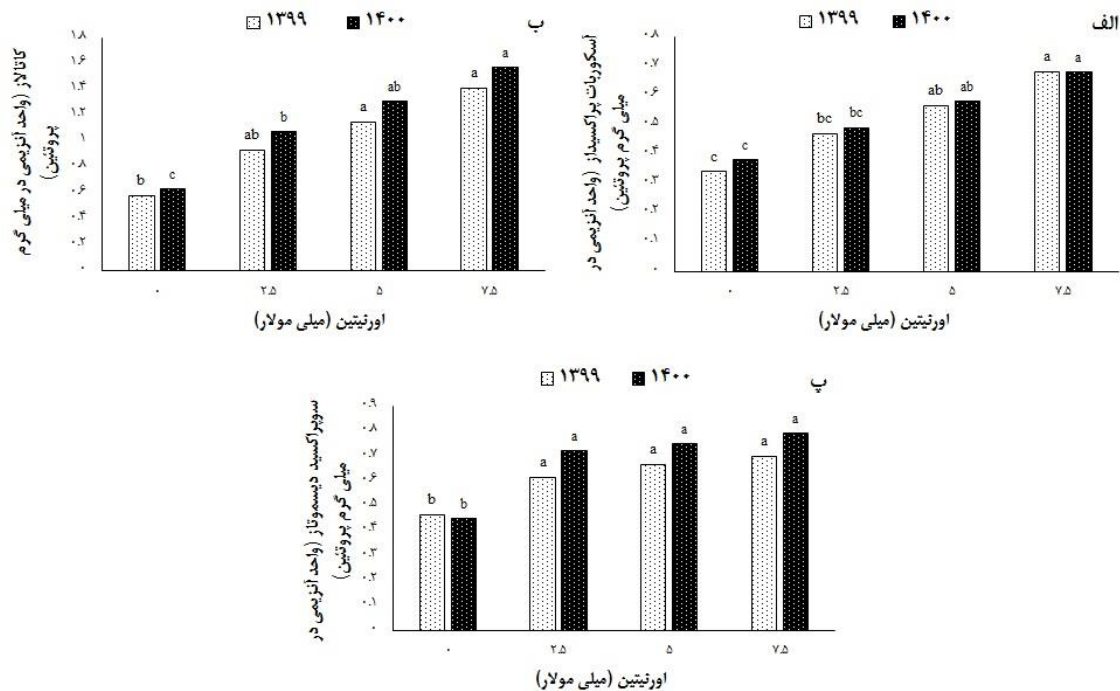 الف
۱۳۹۹ ۱۴۰۰
آسکوربات پراکسیداز (واحد آنزیمی در
میلی گرم پروتئین)
۰.۸
۰.۷
۰.۶
۰.۵
۰.۴
۰.۳
۰.۲
۰.۱
۰
c c bc bc ab ab a a
۰ ۲.۵ ۵ ۷.۵
اورنیتین (میلی مولار)
ب
۱۳۹۹ ۱۴۰۰
کاتالاز (واحد آنزیمی در میلی گرم
پروتئین)
۱.۸
۱.۶
۱.۴
۱.۲
۱
۰.۸
۰.۶
۰.۴
۰.۲
۰
b c ab b a ab a a
۰ ۲.۵ ۵ ۷.۵
اورنیتین (میلی مولار)
پ
۱۳۹۹ ۱۴۰۰
سوپراکسید دیسموتاز (واحد آنزیمی در
میلی گرم پروتئین)
۰.۹
۰.۸
۰.۷
۰.۶
۰.۵
۰.۴
۰.۳
۰.۲
۰.۱
۰
b b a a a a a a
۰ ۲.۵ ۵ ۷.۵
اورنیتین (میلی مولار)